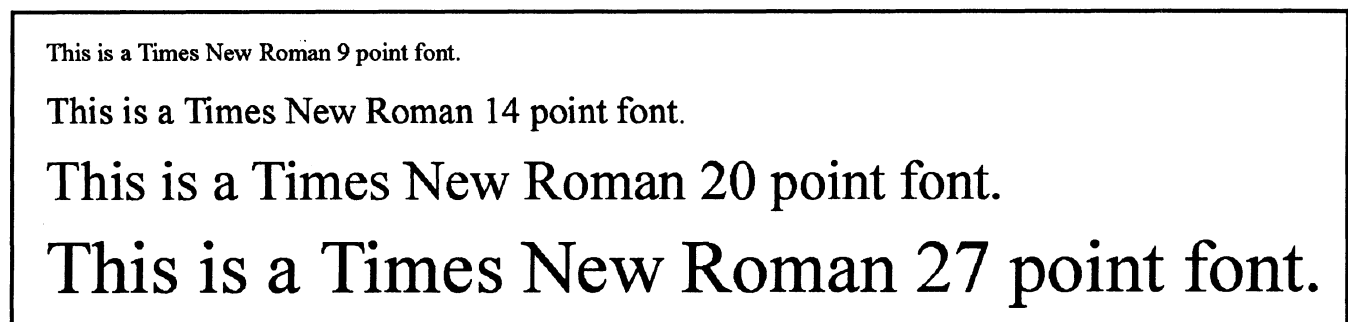 This is a Times New Roman 9 point font.
This is a Times New Roman 14 point font.
This is a Times New Roman 20 point font.
This is a Times New Roman 27 point font.